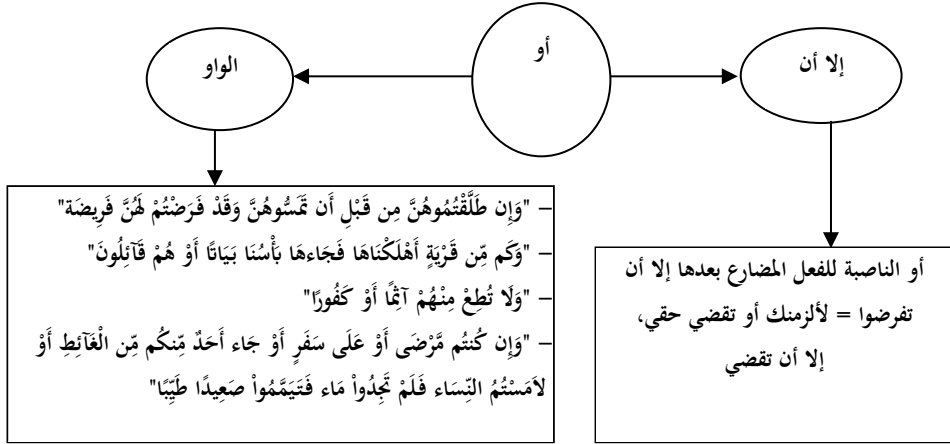 أو
إلا أن
الواو
– "وَإِن طَلَّقْتُمُوهُنَّ مِن قَبْلِ أَن تَمَسُّوهُنَّ وَقَدْ فَرَضْتُمْ لَهُنَّ فَرِيضَة"
– "وَكَم مِّن قَرْيَةٍ أَهْلَكْنَاهَا فَجَاءهَا بَأْسُنَا بَيَاتًا أَوْ هُمْ قَآئِلُونَ"
– "وَلَا تُطِعْ مِنْهُمْ آثِمًا أَوْ كَفُورًا"
– "وَإِن كُنتُم مَّرْضَى أَوْ عَلَى سَفَرٍ أَوْ جَاء أَحَدٌ مِّنكُم مِّن الْغَآئِطِ أَوْ
لاَمَسْتُمُ النِّسَاء فَلَمْ تَجِدُواْ مَاء فَتَيَمَّمُواْ صَعِيدًا طَيِّبًا"
أو الناصبة للفعل المضارع بعدها إلا أن
تفرضوا = لألزمنك أو تقضي حقي،
إلا أن تقضي